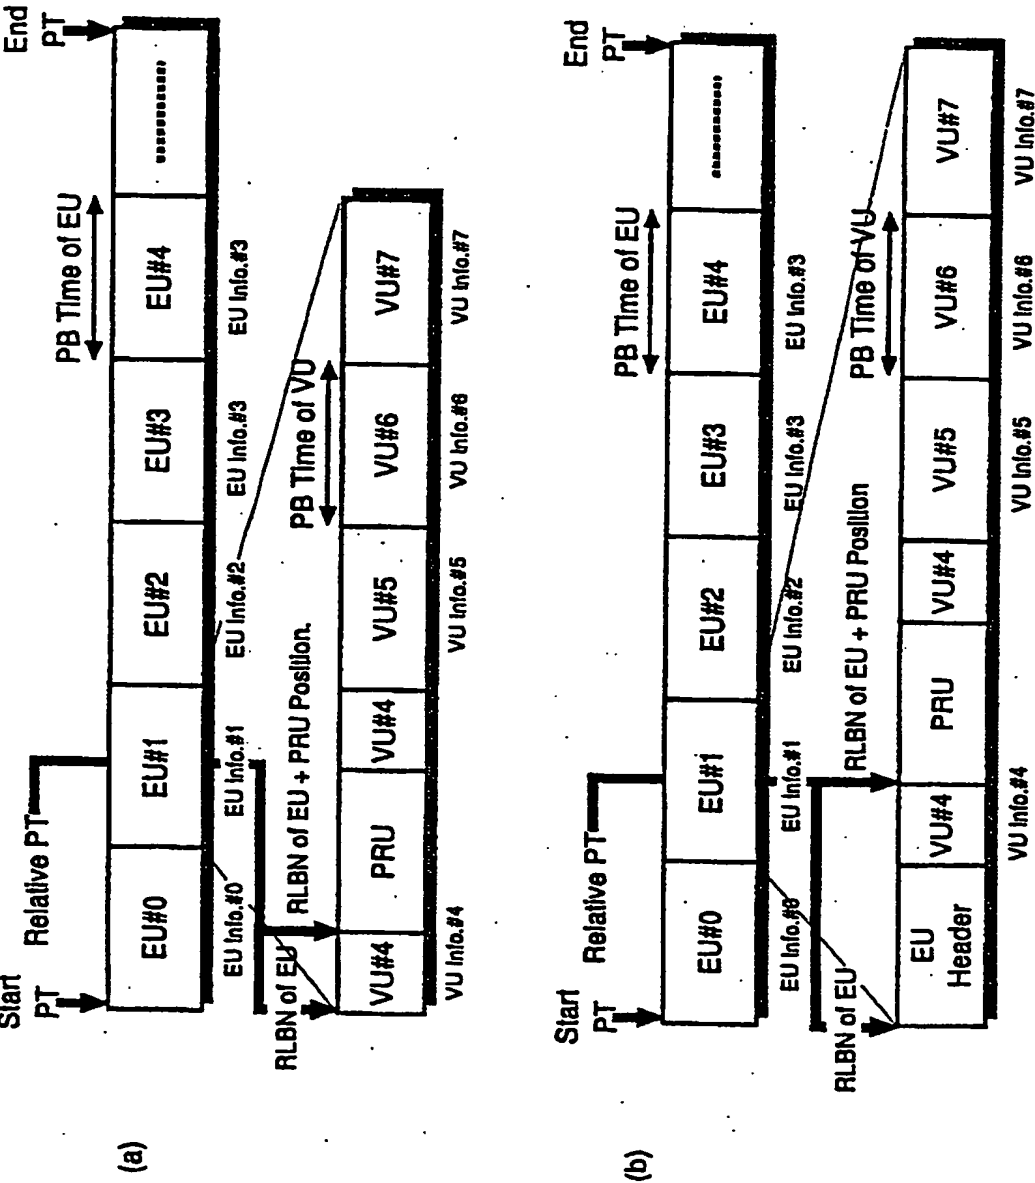 (a)
Start
PT
Relative PT
PB Time of EU
End
PT
EU#0
EU#1
EU#2
EU#3
EU#4
EU Info.#0
EU Info.#1
EU Info.#2
EU Info.#3
EU Info.#3
RLBN of EU
RLBN of EU + PRU Position.
PB Time of VU
VU#4
PRU
VU#4
VU#5
VU#6
VU#7
VU Info.#4
VU Info.#5
VU Info.#6
VU Info.#7
(b)
Start
PT
Relative PT
PB Time of EU
End
PT
EU#0
EU#1
EU#2
EU#3
EU#4
EU Info.#0
EU Info.#1
EU Info.#2
EU Info.#3
EU Info.#3
RLBN of EU
RLBN of EU + PRU Position
PB Time of VU
EU
Header
VU#4
PRU
VU#4
VU#5
VU#6
VU#7
VU Info.#4
VU Info.#5
VU Info.#6
VU Info.#7